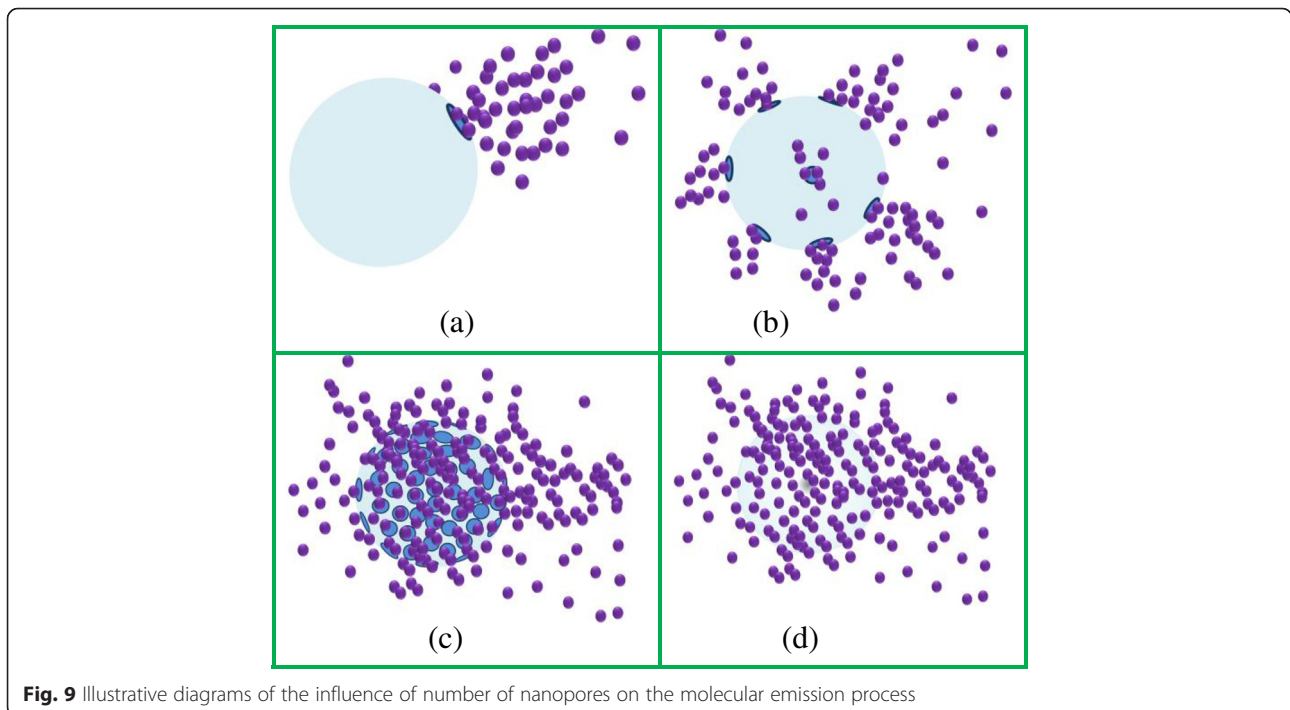 (a)
(b)
(c)
(d)
Fig. 9 Illustrative diagrams of the influence of number of nanopores on the molecular emission process